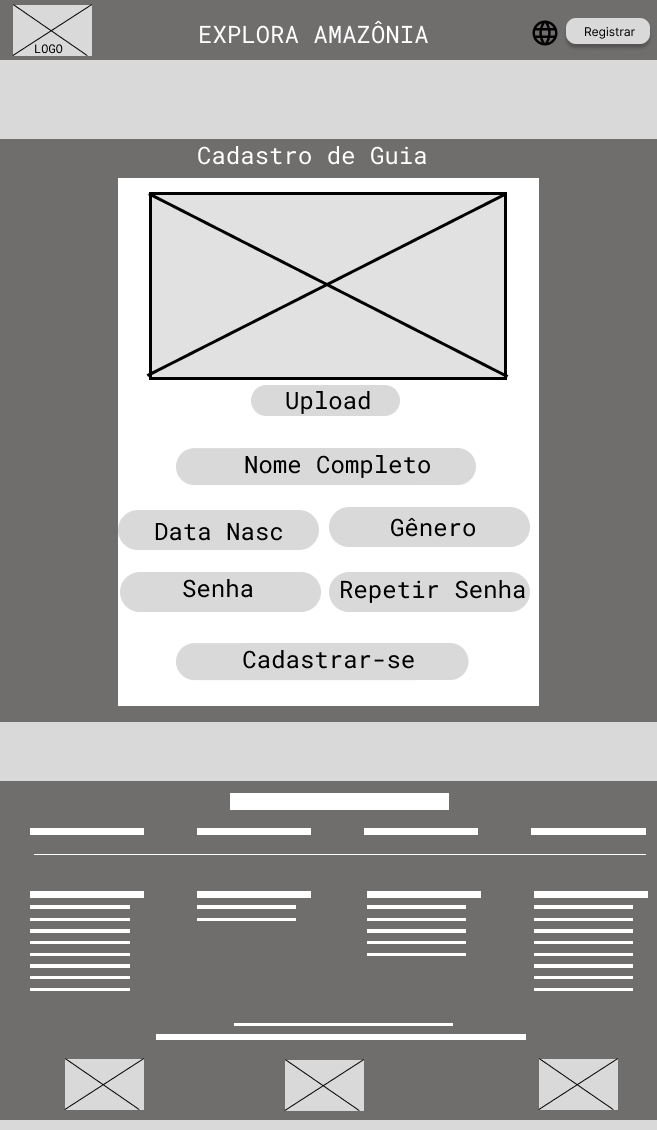 LOGO
EXPLORA AMAZÔNIA
Registrar
Cadastro de Guia
Upload
Nome Completo
Data Nasc
Gênero
Senha
Repetir Senha
Cadastrar-se